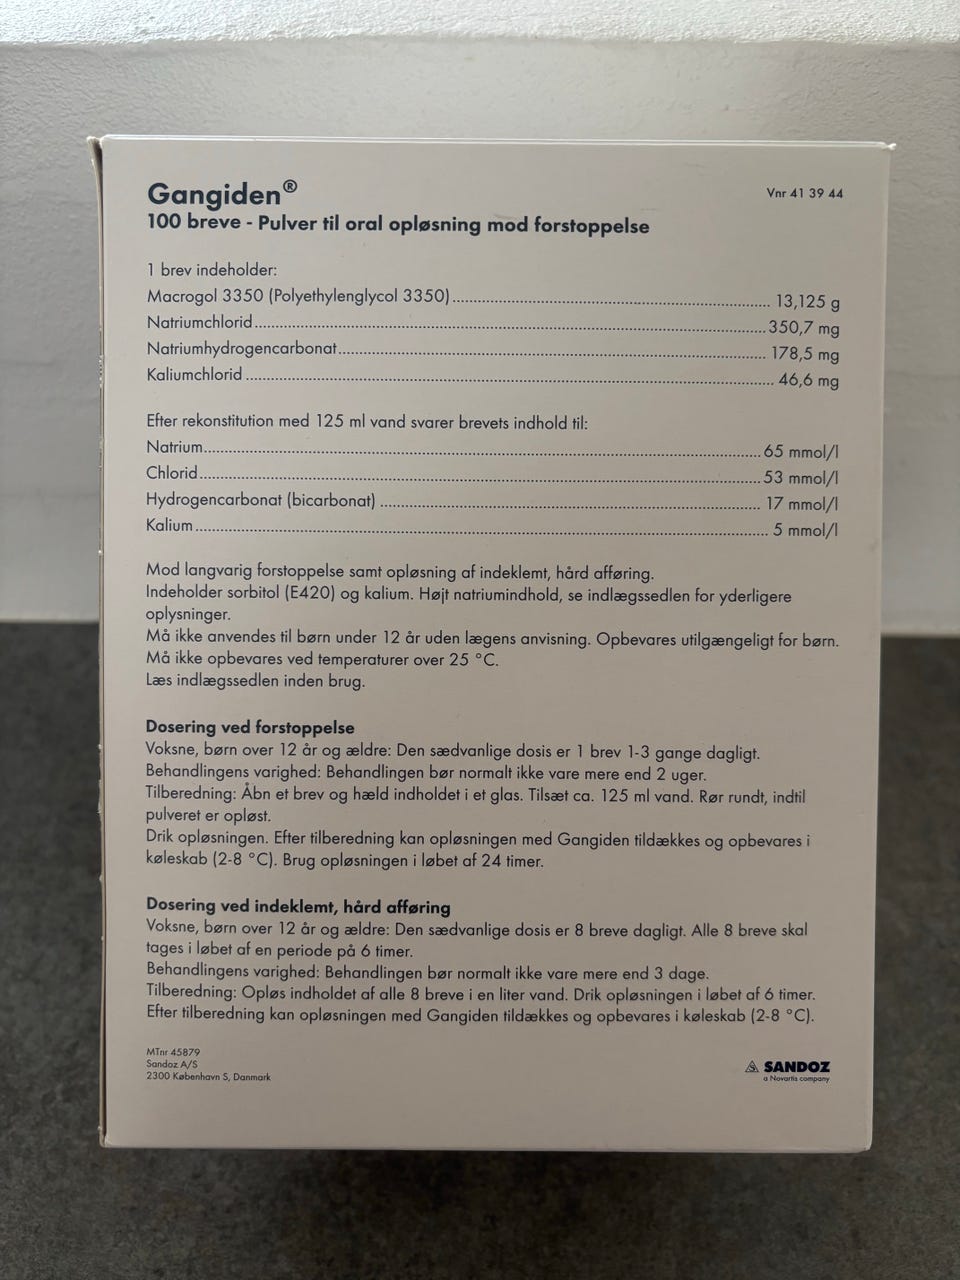 Gangiden®
Vnr 41 39 44
100 breve - Pulver til oral opløsning mod forstoppelse
1 brev indeholder:
Macrogol 3350 (Polyethylenglycol 3350) 13,125 g
Natriumchlorid 350,7 mg
Natriumhydrogencarbonat 178,5 mg
Kaliumchlorid 46,6 mg
Efter rekonstitution med 125 ml vand svarer brevets indhold til:
Natrium 65 mmol/l
Chlorid 53 mmol/l
Hydrogencarbonat (bicarbonat) 17 mmol/l
Kalium 5 mmol/l
Mod langvarig forstoppelse samt opløsning af indeklemt, hård afføring.
Indeholder sorbitol (E420) og kalium. Højt natriumindhold, se indlægssedlen for yderligere
oplysninger.
Må ikke anvendes til børn under 12 år uden lægens anvisning. Opbevares utilgængeligt for børn.
Må ikke opbevares ved temperaturer over 25 °C.
Læs indlægssedlen inden brug.
Dosering ved forstoppelse
Voksne, børn over 12 år og ældre: Den sædvanlige dosis er 1 brev 1-3 gange dagligt.
Behandlingens varighed: Behandlingen bør normalt ikke vare mere end 2 uger.
Tilberedning: Åbn et brev og hæld indholdet i et glas. Tilsæt ca. 125 ml vand. Rør rundt, indtil
pulveret er opløst.
Drik opløsningen. Efter tilberedning kan opløsningen med Gangiden tildækkes og opbevares i
køleskab (2-8 °C). Brug opløsningen i løbet af 24 timer.
Dosering ved indeklemt, hård afføring
Voksne, børn over 12 år og ældre: Den sædvanlige dosis er 8 breve dagligt. Alle 8 breve skal
tages i løbet af en periode på 6 timer.
Behandlingens varighed: Behandlingen bør normalt ikke vare mere end 3 dage.
Tilberedning: Opløs indholdet af alle 8 breve i en liter vand. Drik opløsningen i løbet af 6 timer.
Efter tilberedning kan opløsningen med Gangiden tildækkes og opbevares i køleskab (2-8 °C).
MTnr 45879
Sandoz A/S
2300 København S, Danmark
SANDOZ
a Novartis company